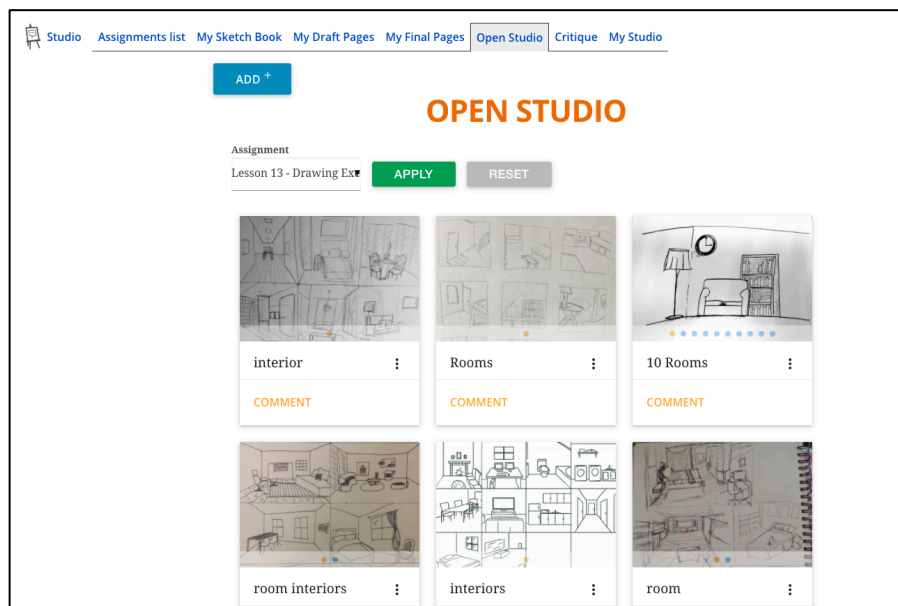 Studio Assignments list My Sketch Book My Draft Pages My Final Pages Open Studio Critique My Studio
ADD +
OPEN STUDIO
Assignment
Lesson 13 - Drawing Ext
APPLY RESET
interior Rooms 10 Rooms
COMMENT COMMENT COMMENT
room interiors interiors room